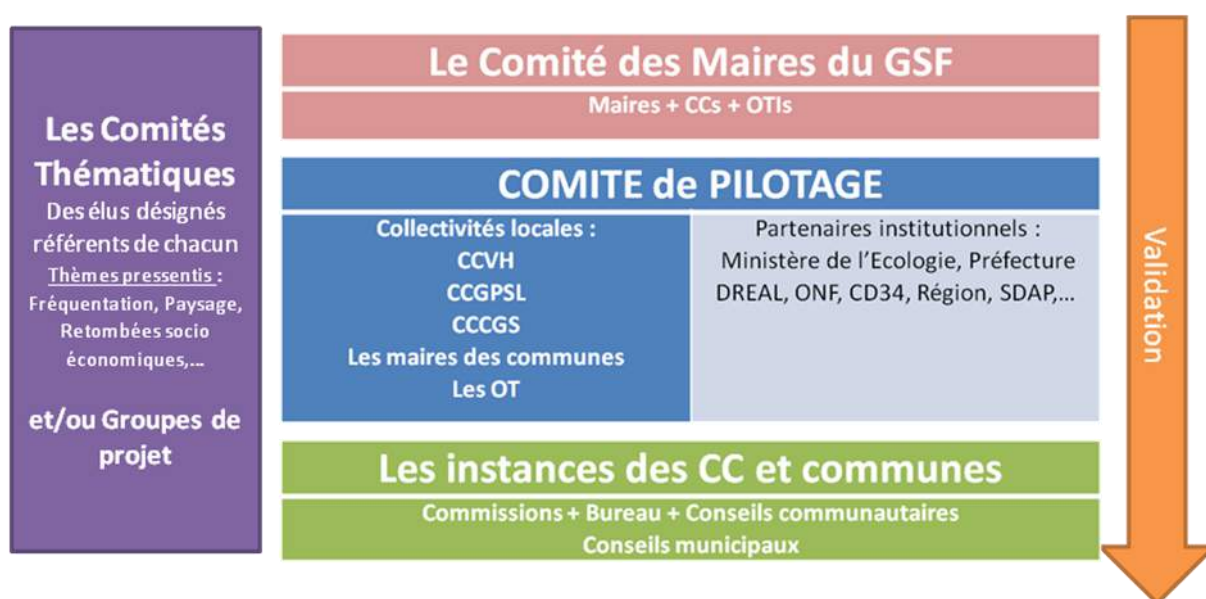 Les Comités
Thématiques
Des élus désignés
référents de chacun
Thèmes pressentis :
Fréquentation, Paysage,
Retombées socio
économiques,...
et/ou Groupes de
projet
Le Comité des Maires du GSF
Maires + CCs + OTIs
COMITE de PILOTAGE
Collectivités locales :
CCVH
CCGPSL
CCCGS
Les maires des communes
Les OT
Partenaires institutionnels :
Ministère de l'Ecologie, Préfecture
DREAL, ONF, CD34, Région, SDAP,...
Les instances des CC et communes
Commissions + Bureau + Conseils communautaires
Conseils municipaux
Validation